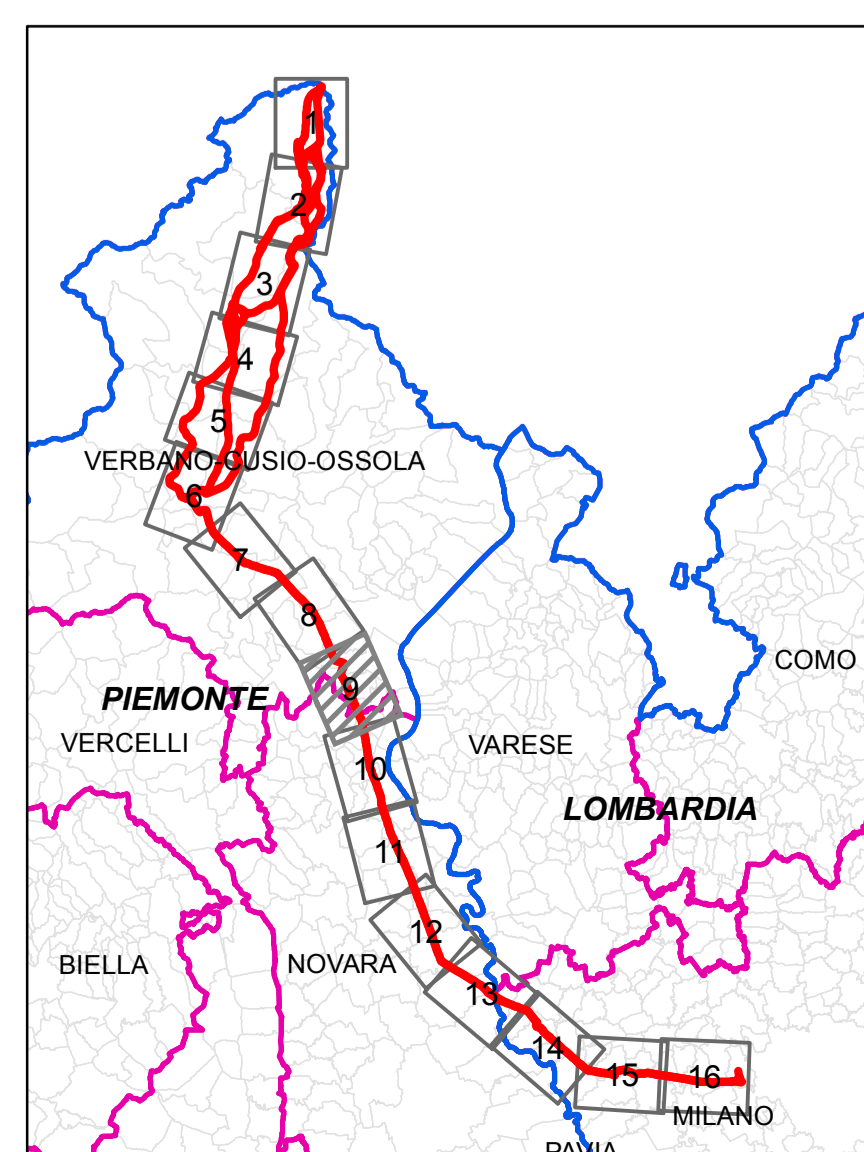 1
2
3
4
5
VERBANO-CUSIO-OSSOLA
6
7
8
COMO
9
PIEMONTE
VERCELLI
VARESE
10
LOMBARDIA
11
12
BIELLA
NOVARA
13
14
15
16
MILANO
PAVIA